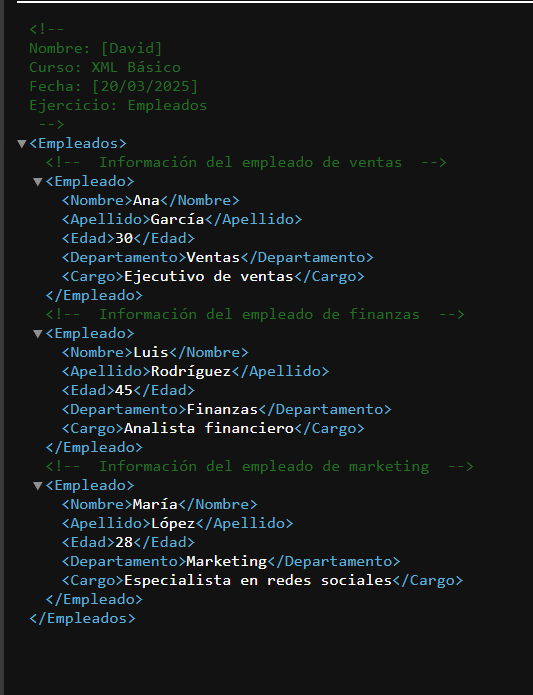 <!--
Nombre: [David]
Curso: XML Básico
Fecha: [20/03/2025]
Ejercicio: Empleados
-->
<Empleados>
<!-- Información del empleado de ventas -->
<Empleado>
<Nombre>Ana</Nombre>
<Apellido>García</Apellido>
<Edad>30</Edad>
<Departamento>Ventas</Departamento>
<Cargo>Ejecutivo de ventas</Cargo>
</Empleado>
<!-- Información del empleado de finanzas -->
<Empleado>
<Nombre>Luis</Nombre>
<Apellido>Rodríguez</Apellido>
<Edad>45</Edad>
<Departamento>Finanzas</Departamento>
<Cargo>Analista financiero</Cargo>
</Empleado>
<!-- Información del empleado de marketing -->
<Empleado>
<Nombre>María</Nombre>
<Apellido>López</Apellido>
<Edad>28</Edad>
<Departamento>Marketing</Departamento>
<Cargo>Especialista en redes sociales</Cargo>
</Empleado>
</Empleados>